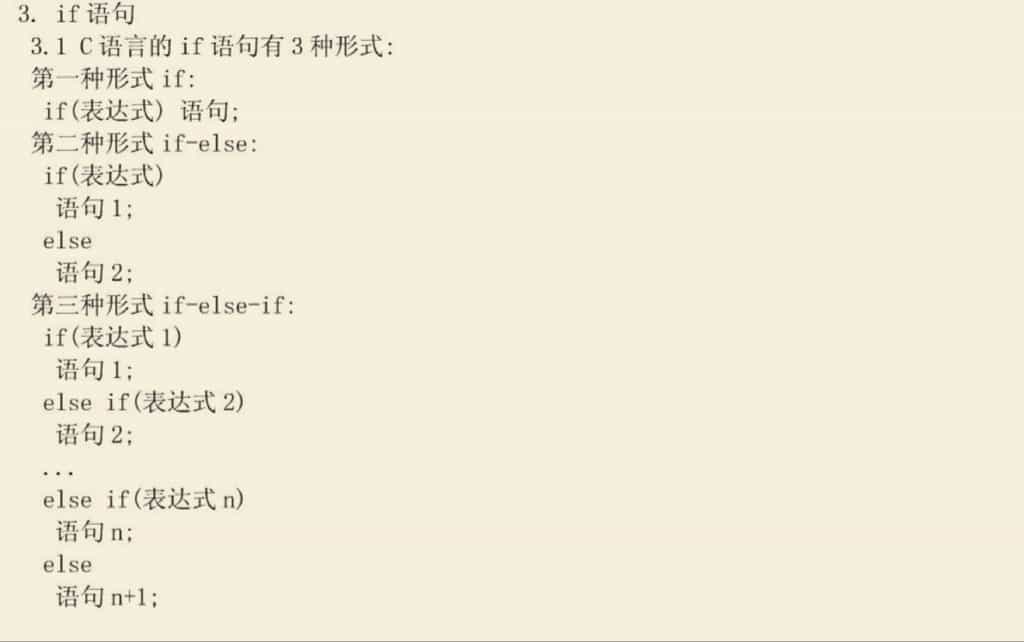 3. if 语句
3.1 C 语言的 if 语句有 3 种形式:
第一种形式 if:
if(表达式) 语句;
第二种形式 if-else:
if(表达式)
语句 1;
else
语句 2;
第三种形式 if-else-if:
if(表达式 1)
语句 1;
else if(表达式 2)
语句 2;
...
else if(表达式 n)
语句 n;
else
语句 n+1;